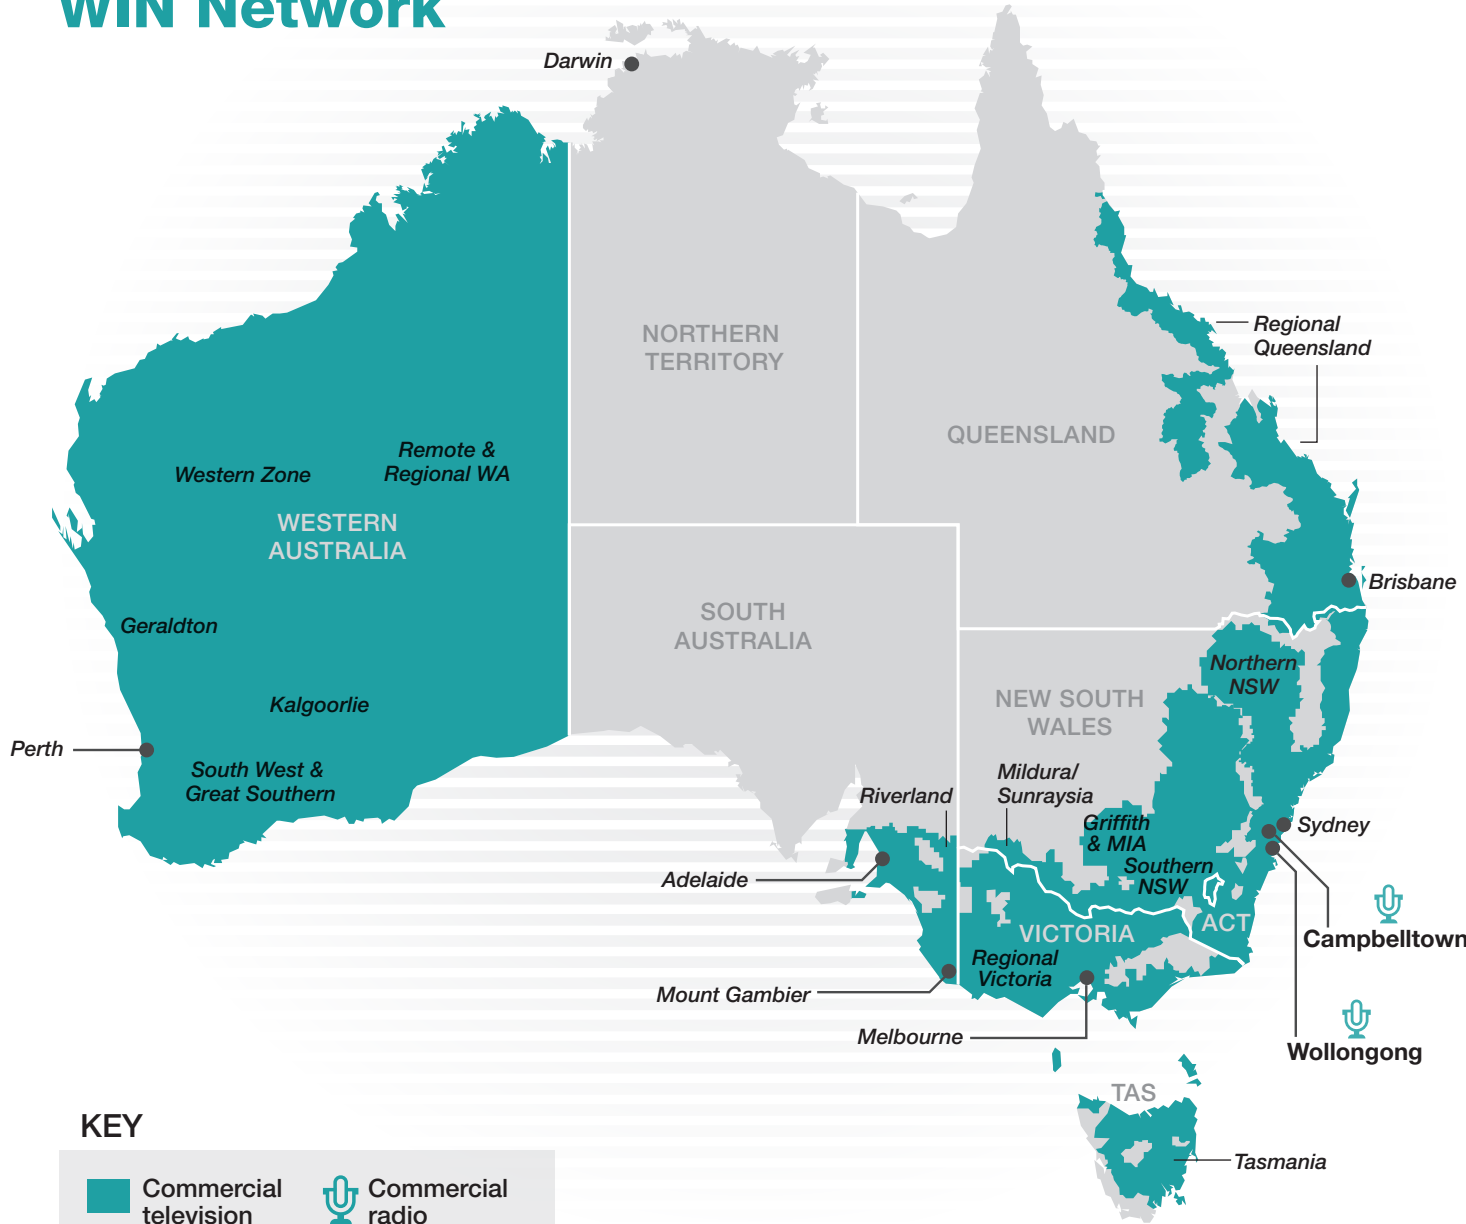 WIN Network
Darwin
NORTHERN
TERRITORY
Regional
Queensland
QUEENSLAND
Remote &
Regional WA
Western Zone
WESTERN
AUSTRALIA
Brisbane
SOUTH
AUSTRALIA
Geraldton
Northern
NSW
NEW SOUTH
WALES
Kalgoorlie
Perth
South West &
Great Southern
Mildura/
Sunraysia
Riverland
Griffith
& MIA
Sydney
Southern
NSW
Adelaide
ACT
VICTORIA
Campbelltown
Regional
Victoria
Mount Gambier
Melbourne
Wollongong
TAS
Tasmania
KEY
Commercial
television
Commercial
radio